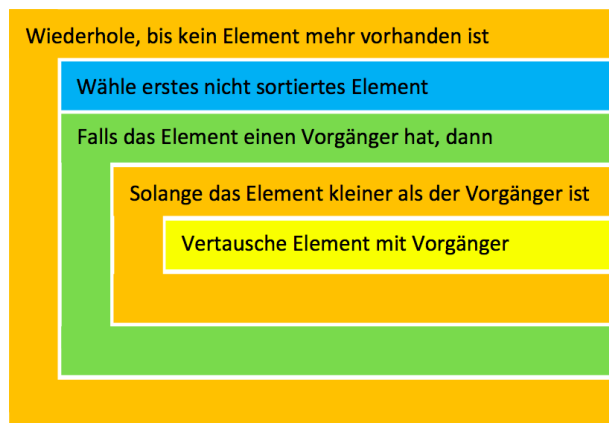 Wiederhole, bis kein Element mehr vorhanden ist
Wähle erstes nicht sortiertes Element
Falls das Element einen Vorgänger hat, dann
Solange das Element kleiner als der Vorgänger ist
Vertausche Element mit Vorgänger